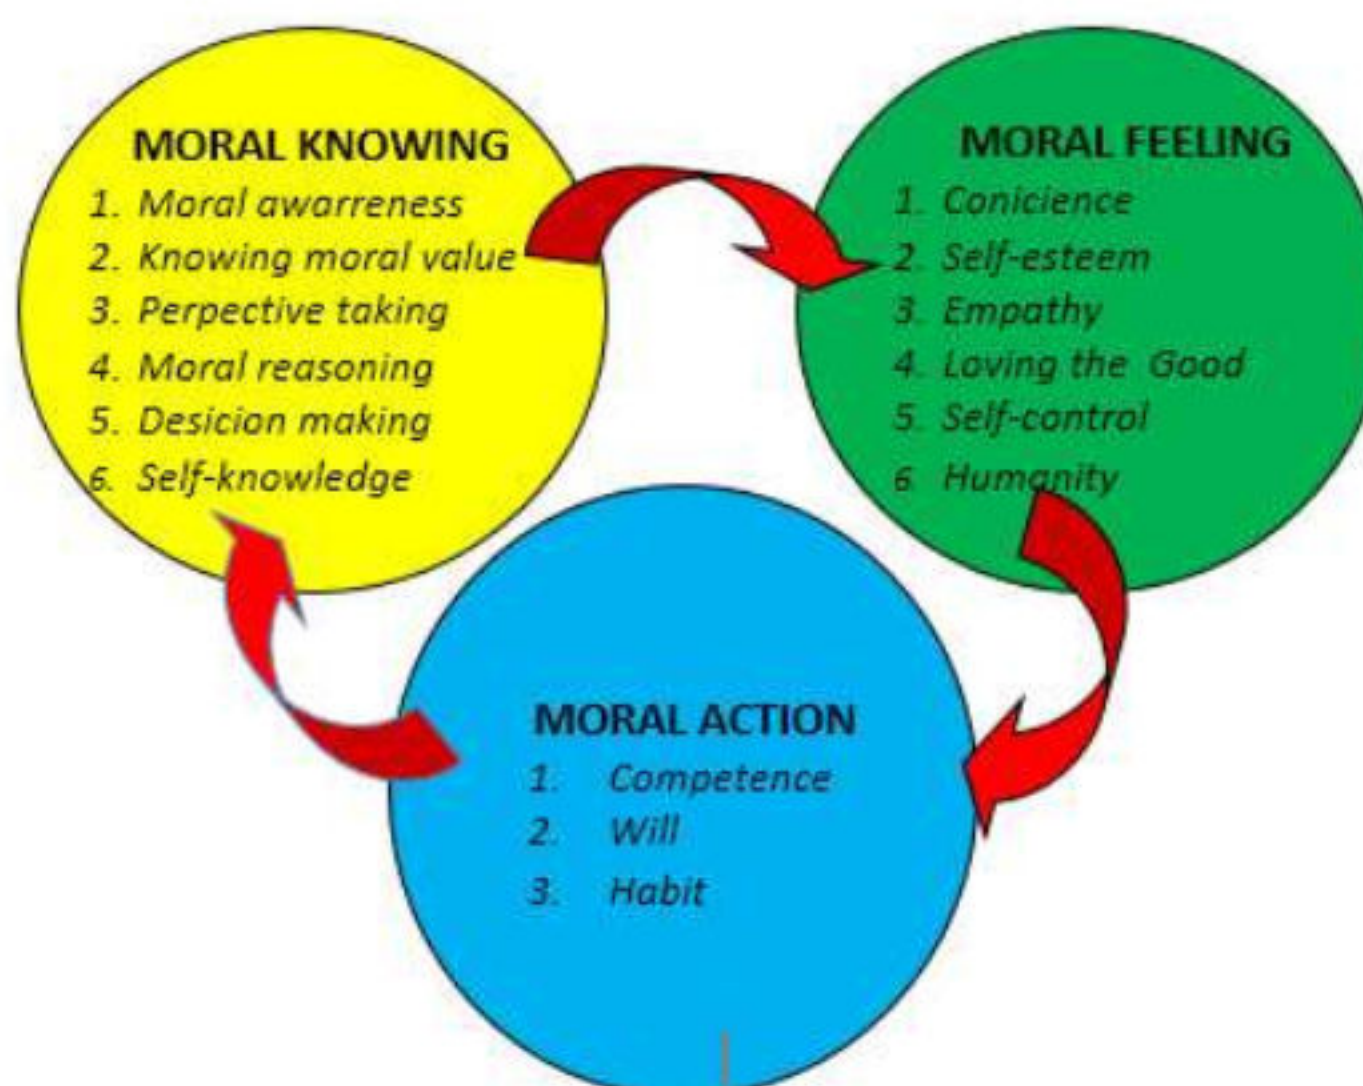 MORAL KNOWING
1. Moral awarreness
2. Knowing moral value
3. Perpective taking
4. Moral reasoning
5. Desicion making
6. Self-knowledge
MORAL FEELING
1. Conicience
2. Self-esteem
3. Empathy
4. Loving the Good
5. Self-control
6 Humanity
MORAL ACTION
1. Competence
2. Will
3. Habit